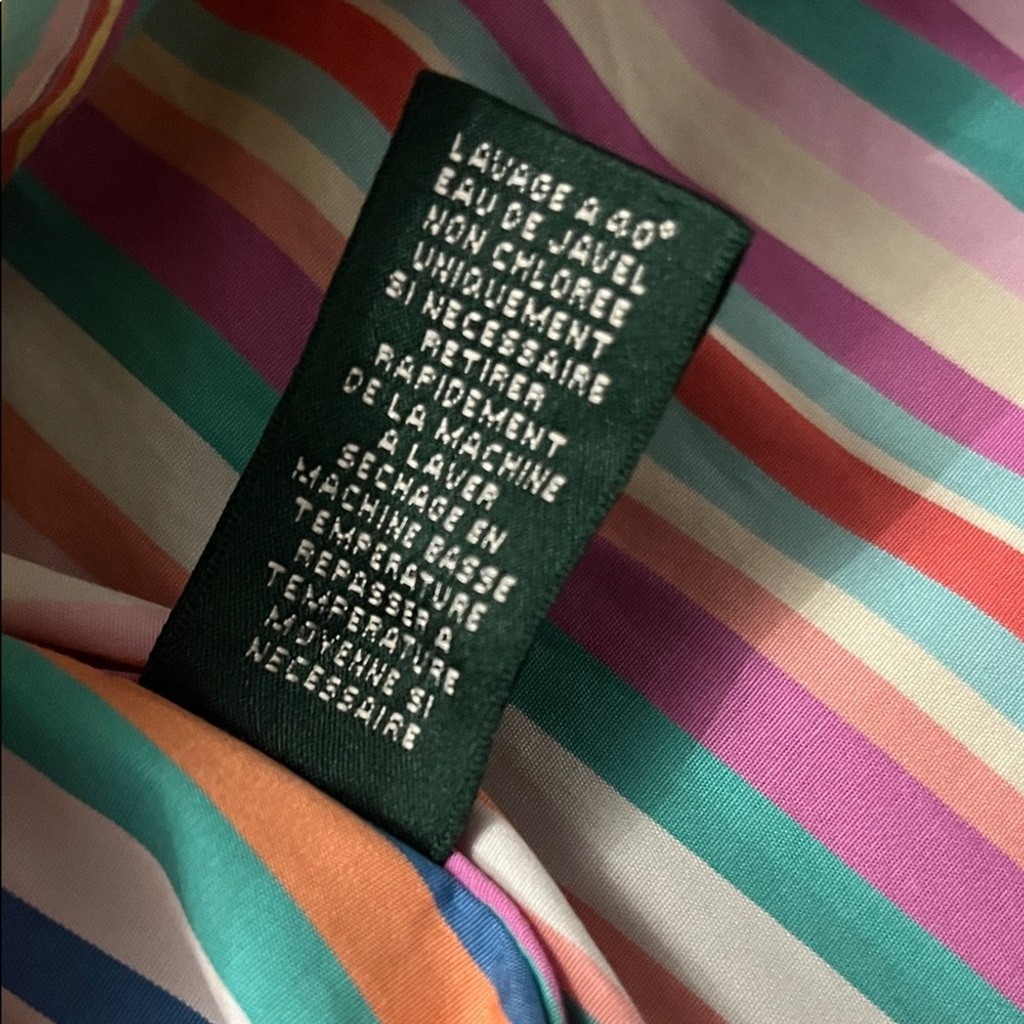 LAVAGE A 40°
EAU DE JAVEL
NON CHLOREE
UNIQUEMENT
SI NECESSAIRE
RETIRER
RAPIDEMENT
DE LA MACHINE
A LAVER
SECHAGE EN
MACHINE BASSE
TEMPERATURE
REPASSER A
TEMPERATURE
MOYENNE SI
NECESSAIRE